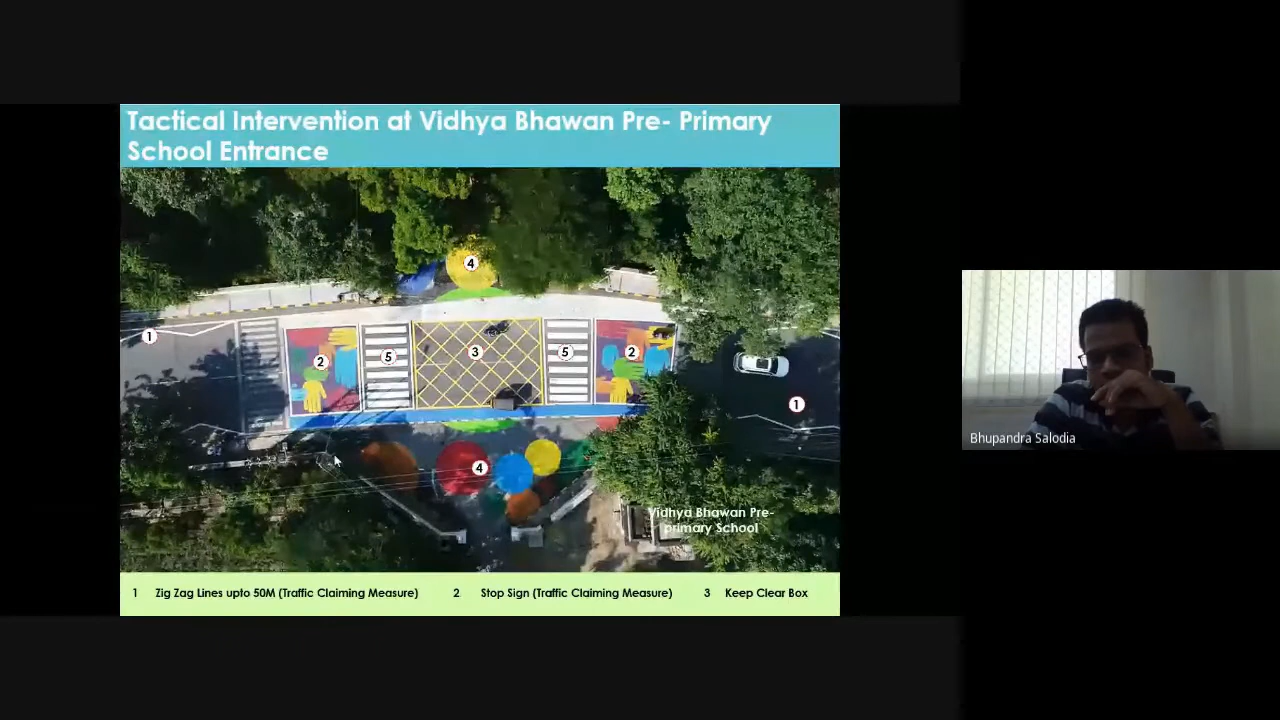 Tactical Intervention at Vidhya Bhawan Pre- Primary
School Entrance
4
1
2
5
3
5
2
1
4
Vidhya Bhawan Pre-
primary School
1 Zig Zag Lines upto 50M (Traffic Claiming Measure) 2 Stop Sign (Traffic Claiming Measure) 3 Keep Clear Box
Bhupandra Salodia